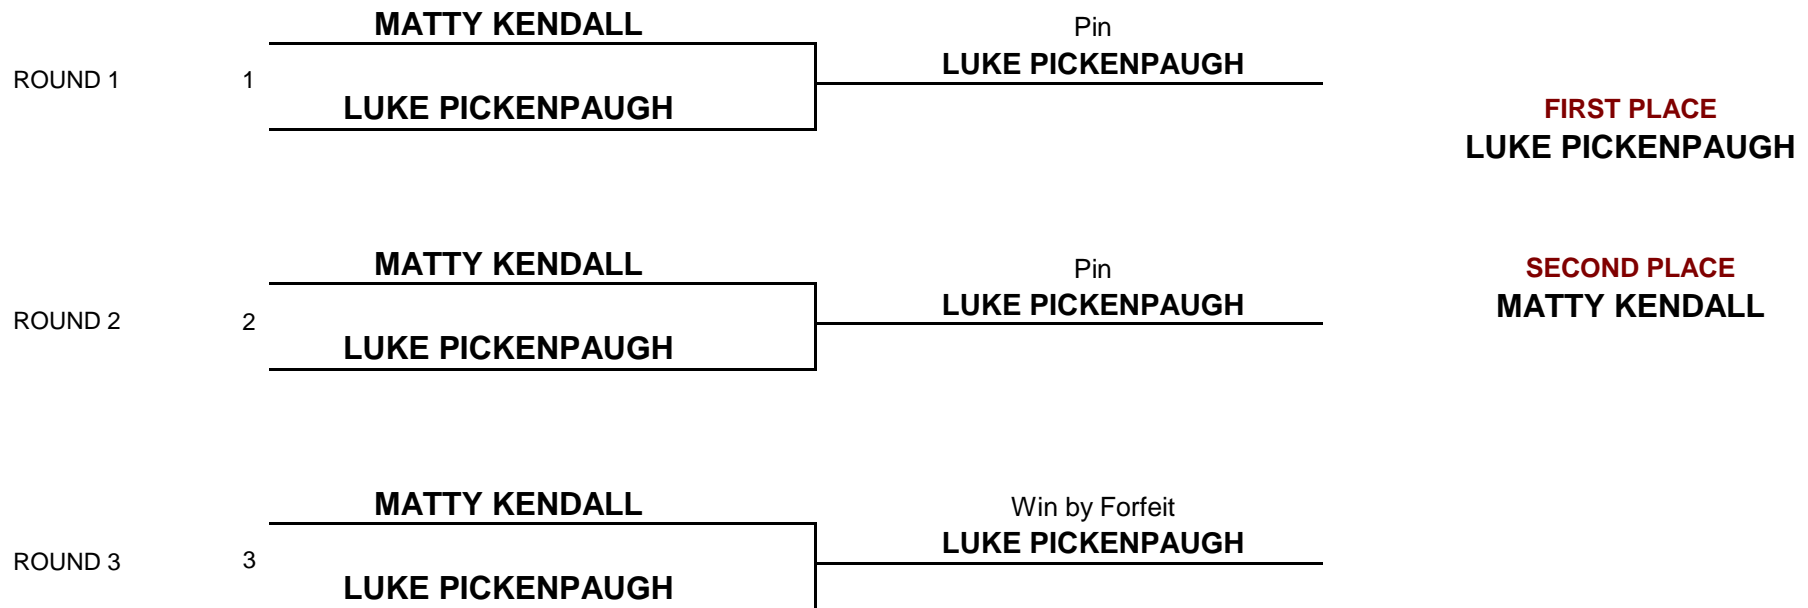 MATTY KENDALL
Pin
LUKE PICKENPAUGH
ROUND 1
1
LUKE PICKENPAUGH
FIRST PLACE
LUKE PICKENPAUGH
MATTY KENDALL
Pin
SECOND PLACE
LUKE PICKENPAUGH
MATTY KENDALL
ROUND 2
2
LUKE PICKENPAUGH
MATTY KENDALL
Win by Forfeit
LUKE PICKENPAUGH
ROUND 3
3
LUKE PICKENPAUGH